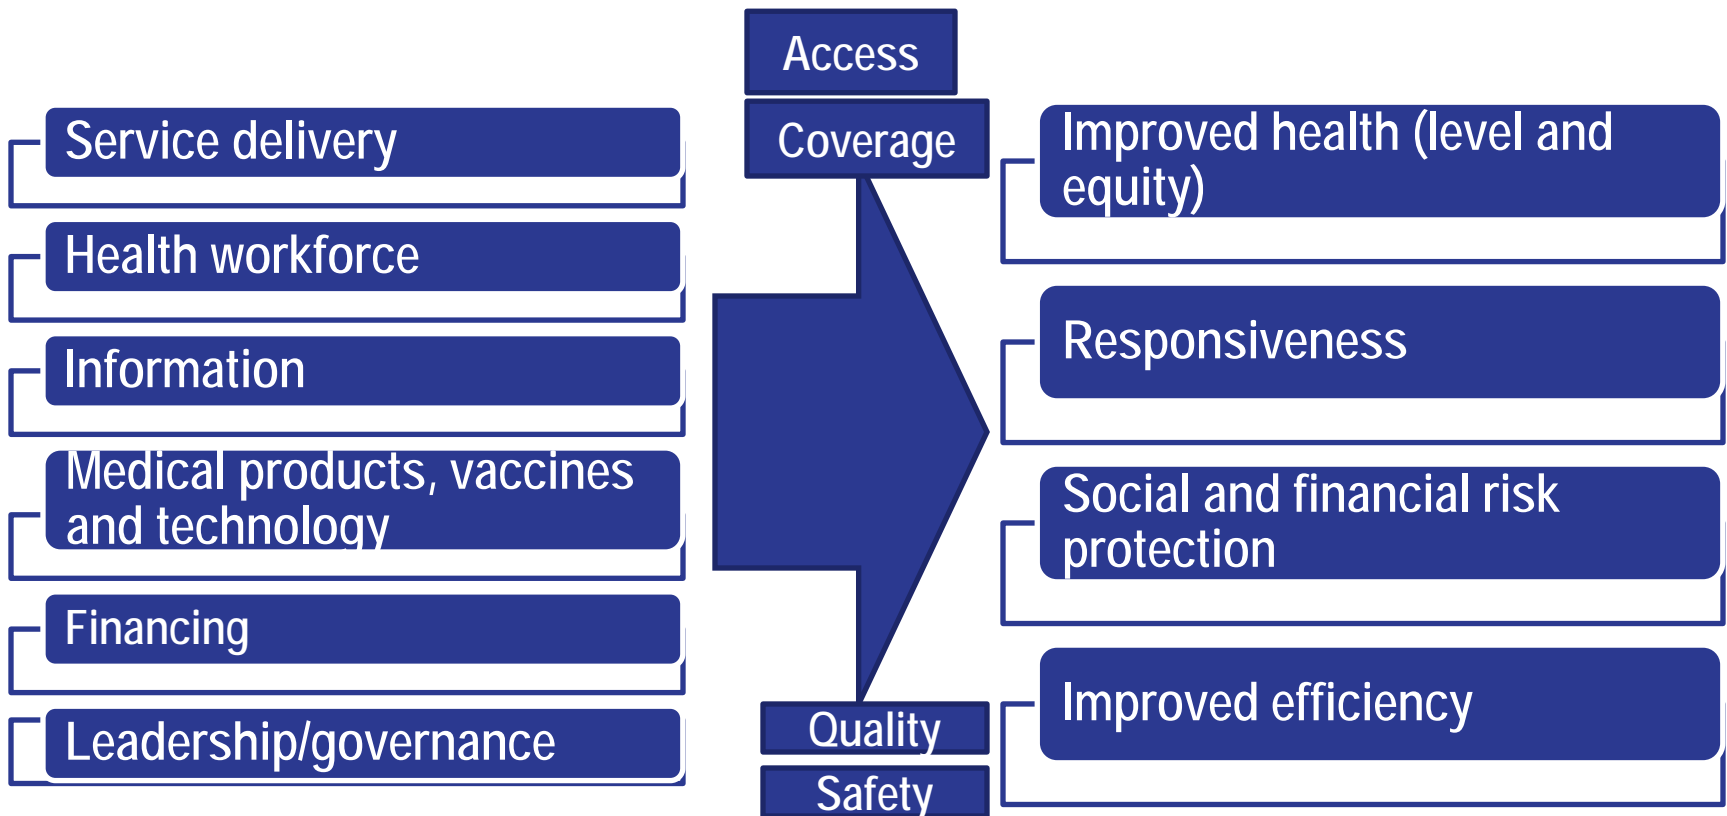 Service delivery
Health workforce
Information
Medical products, vaccines
and technology
Financing
Leadership/governance
Access
Coverage
Quality
Safety
Improved health (level and
equity)
Responsiveness
Social and financial risk
protection
Improved efficiency